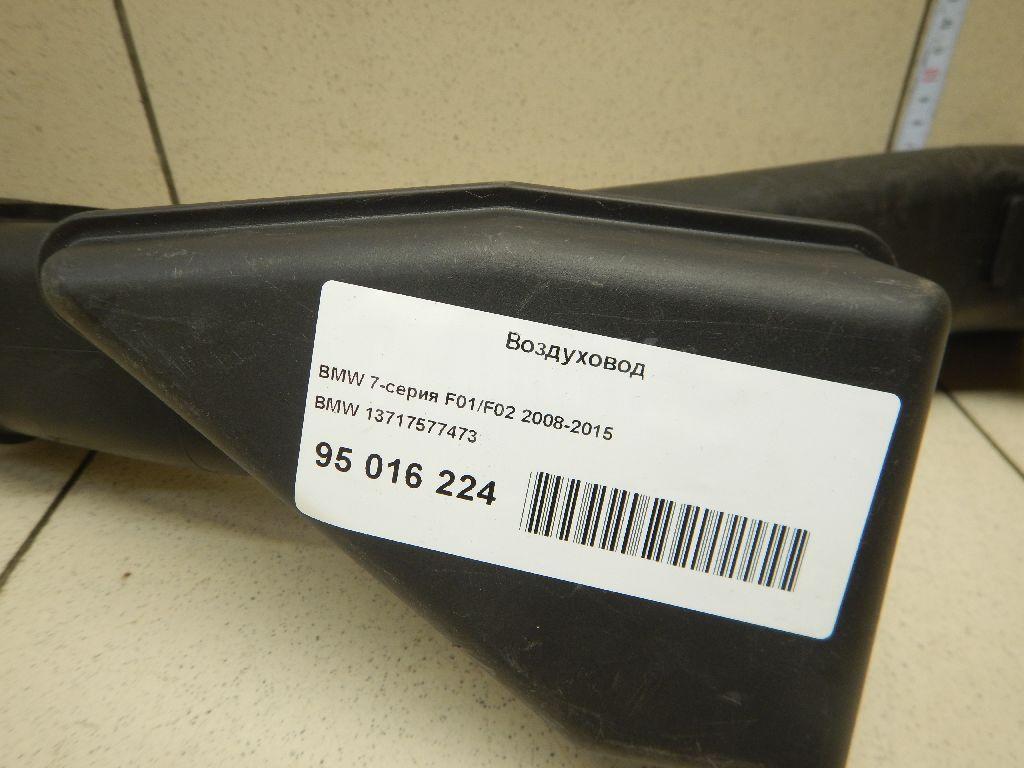 Воздуховод
BMW 7-серия F01/F02 2008-2015
BMW 13717577473
95 016 224